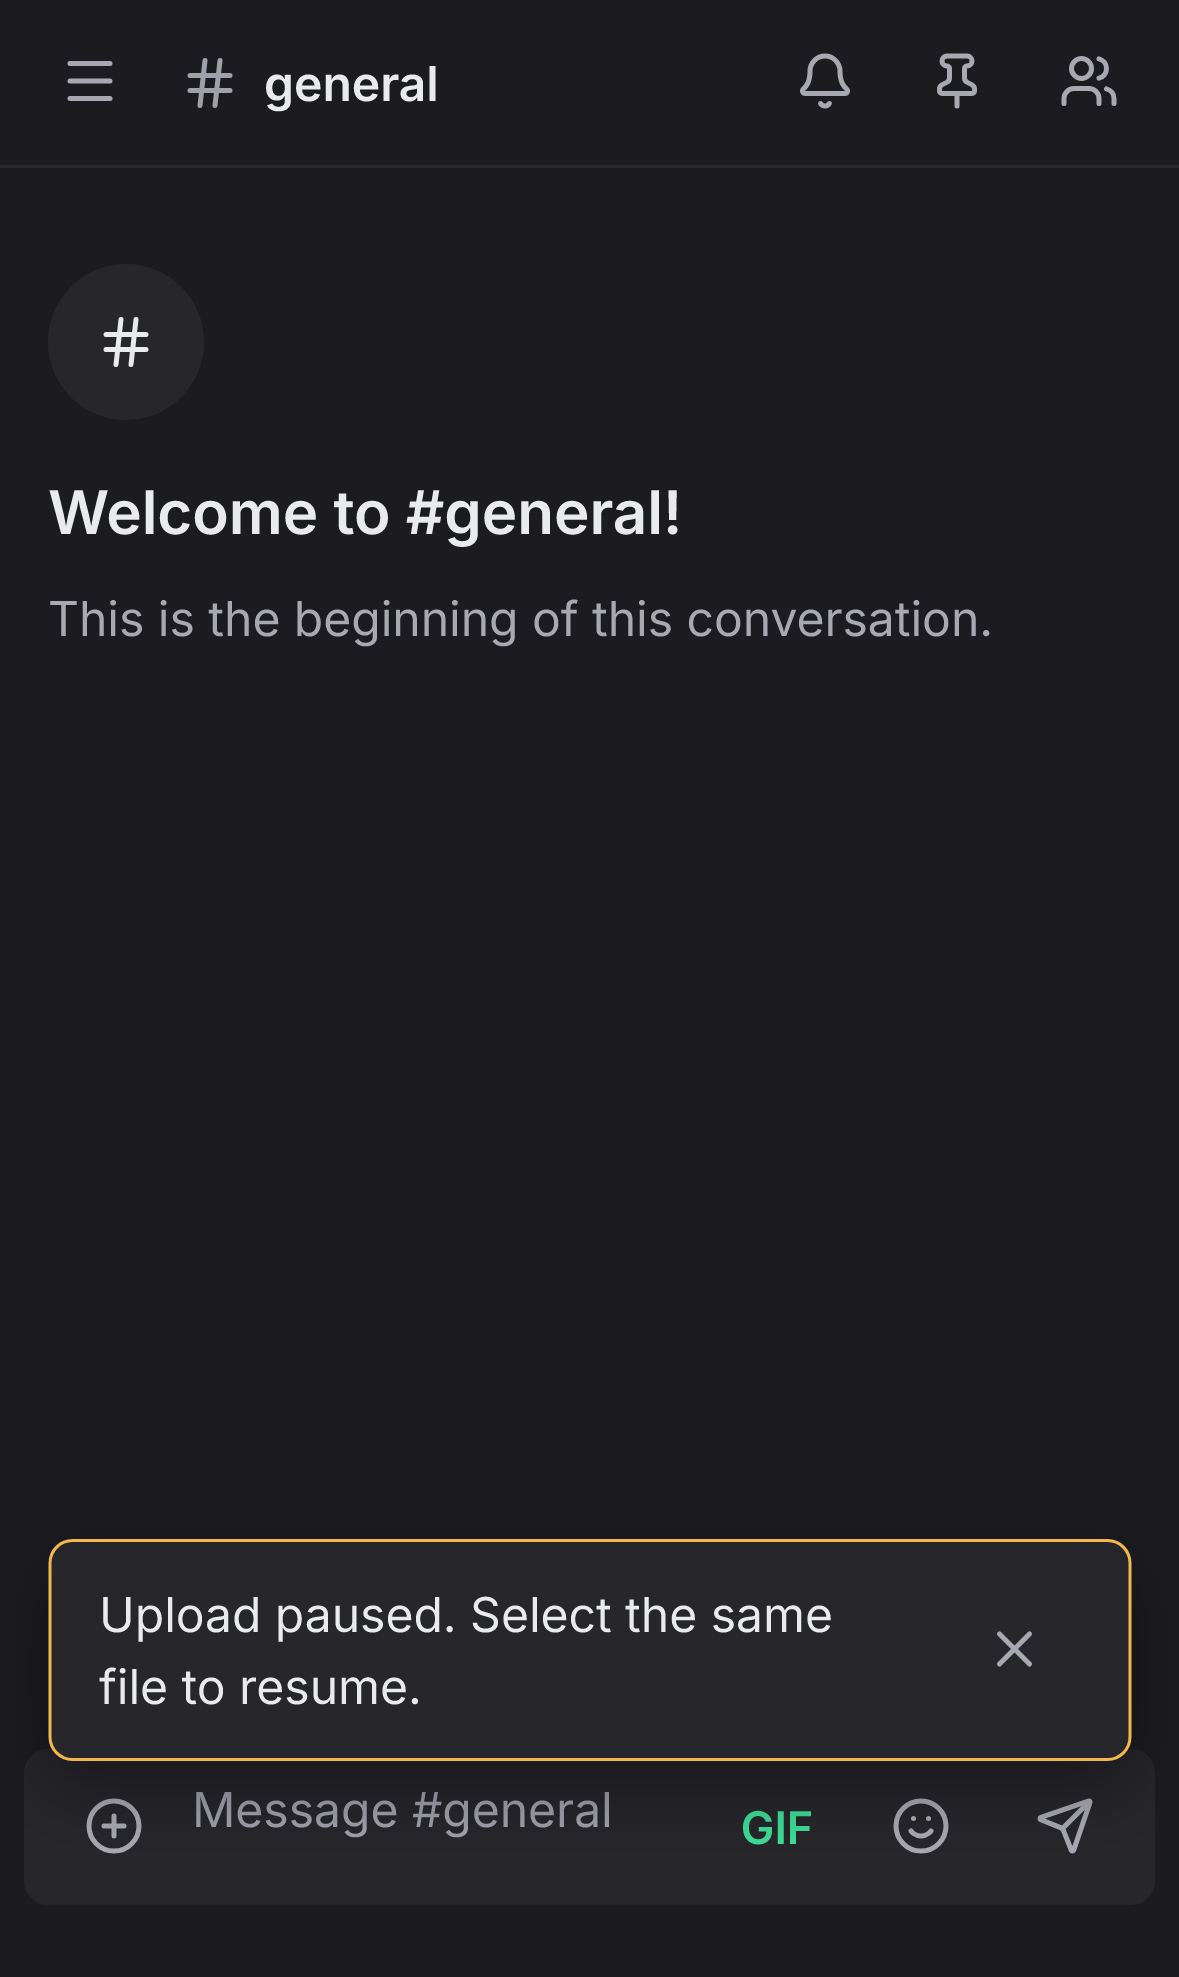 # general
#
Welcome to #general!
This is the beginning of this conversation.
Upload paused. Select the same
file to resume.
Message #general
GIF